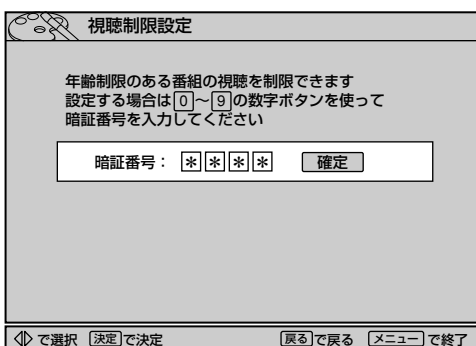 視聴制限設定
年齢制限のある番組の視聴を制限できます
設定する場合は0～9の数字ボタンを使って
暗証番号を入力してください
暗証番号： ＊＊＊＊ 確定
で選択 決定で決定 戻るで戻る メニューで終了